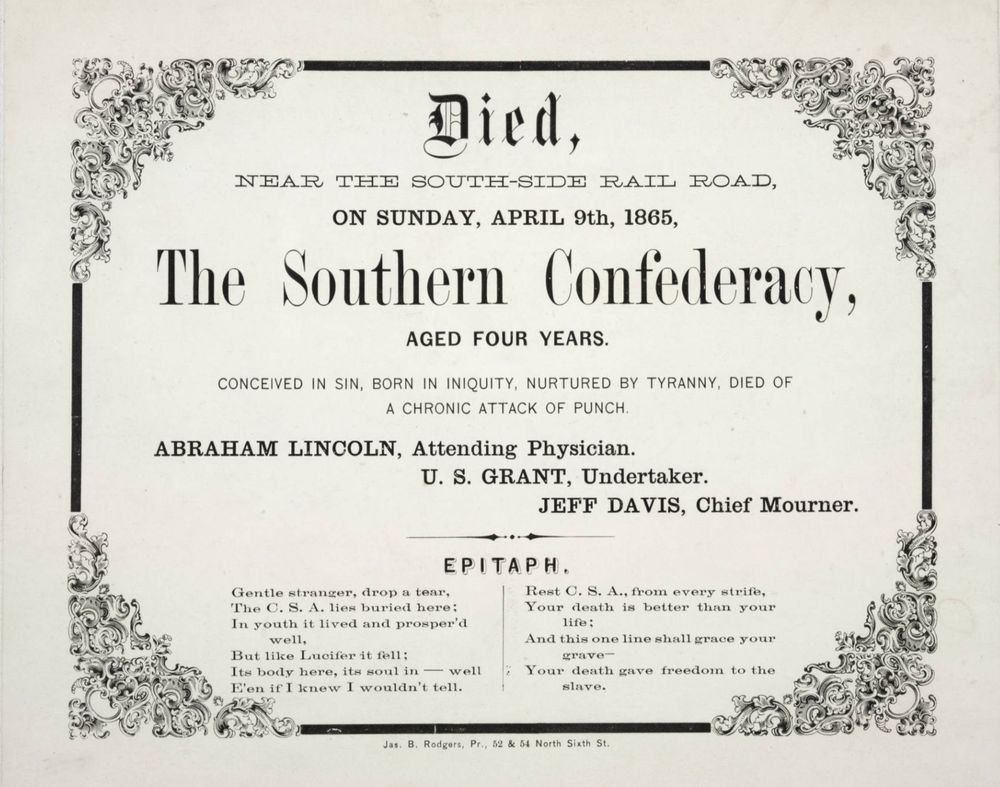 Died,
NEAR THE SOUTH-SIDE RAIL ROAD,
ON SUNDAY, APRIL 9th, 1865,
The Southern Confederacy,
AGED FOUR YEARS.
CONCEIVED IN SIN, BORN IN INIQUITY, NURTURED BY TYRANNY, DIED OF
A CHRONIC ATTACK OF PUNCH.
ABRAHAM LINCOLN, Attending Physician.
U. S. GRANT, Undertaker.
JEFF DAVIS, Chief Mourner.
EPITAPH.
Gentle stranger, drop a tear,
The C. S. A. lies buried here;
In youth it lived and prosper'd
well,
But like Lucifer it fell;
Its body here, its soul in — well
E'en if I knew I wouldn't tell.
Rest C. S. A., from every strife,
Your death is better than your
life;
And this one line shall grace your
grave—
Your death gave freedom to the
slave.
Jas. B. Rodgers, Pr., 52 & 54 North Sixth St.